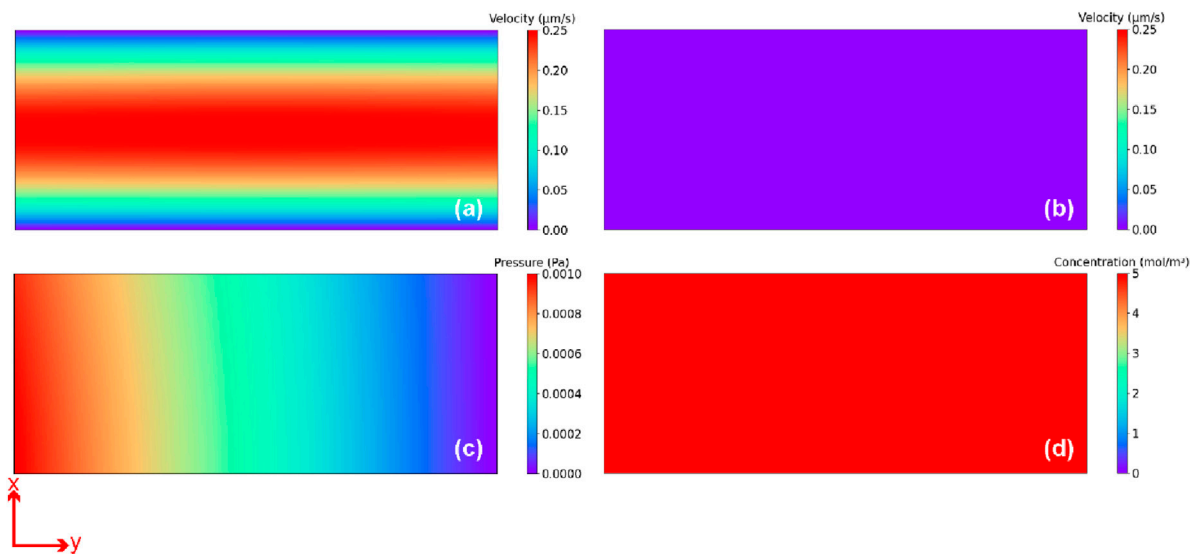 Velocity (μm/s)
0.25
0.20
0.15
0.10
0.05
0.00
(a)
Velocity (μm/s)
0.25
0.20
0.15
0.10
0.05
0.00
(b)
Pressure (Pa)
0.0010
0.0008
0.0006
0.0004
0.0002
0.0000
(c)
Concentration (mol/m³)
5
4
3
2
1
0
(d)
x
y